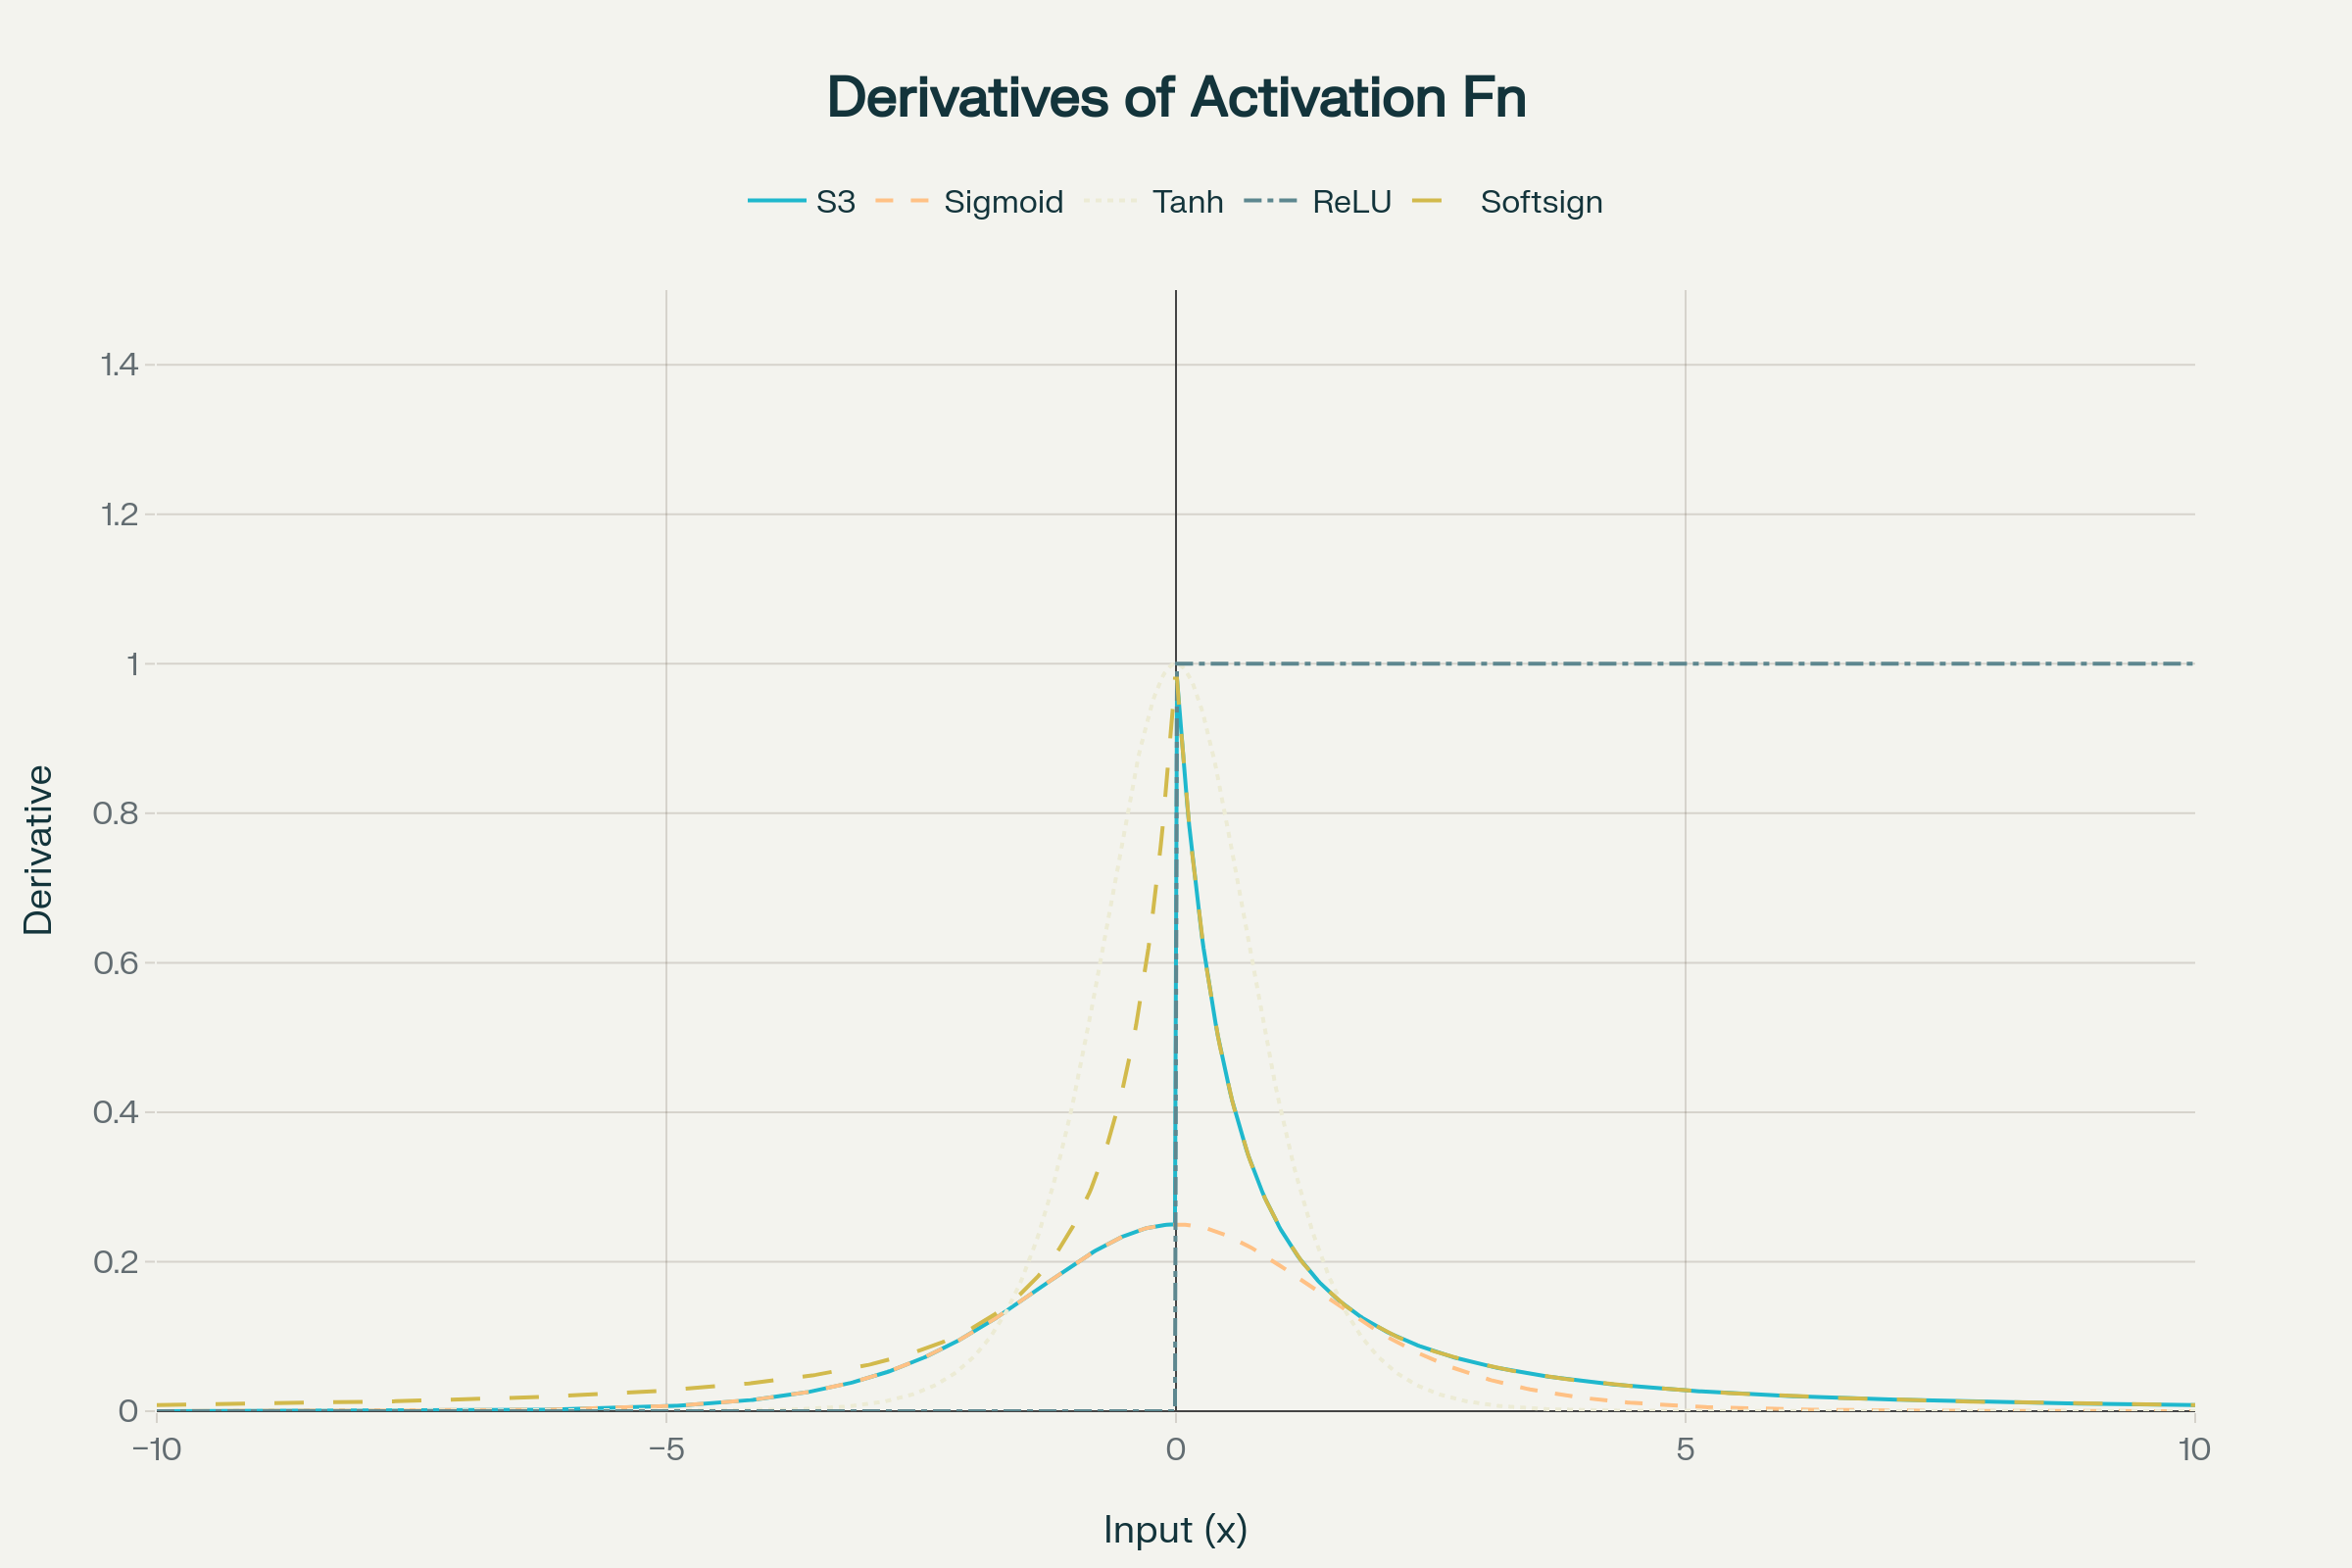 Derivatives of Activation Fn
S3 Sigmoid Tanh ReLU Softsign
1.4
1.2
1
0.8
0.6
0.4
0.2
0
Derivative
−10 −5 0 5 10
Input (x)